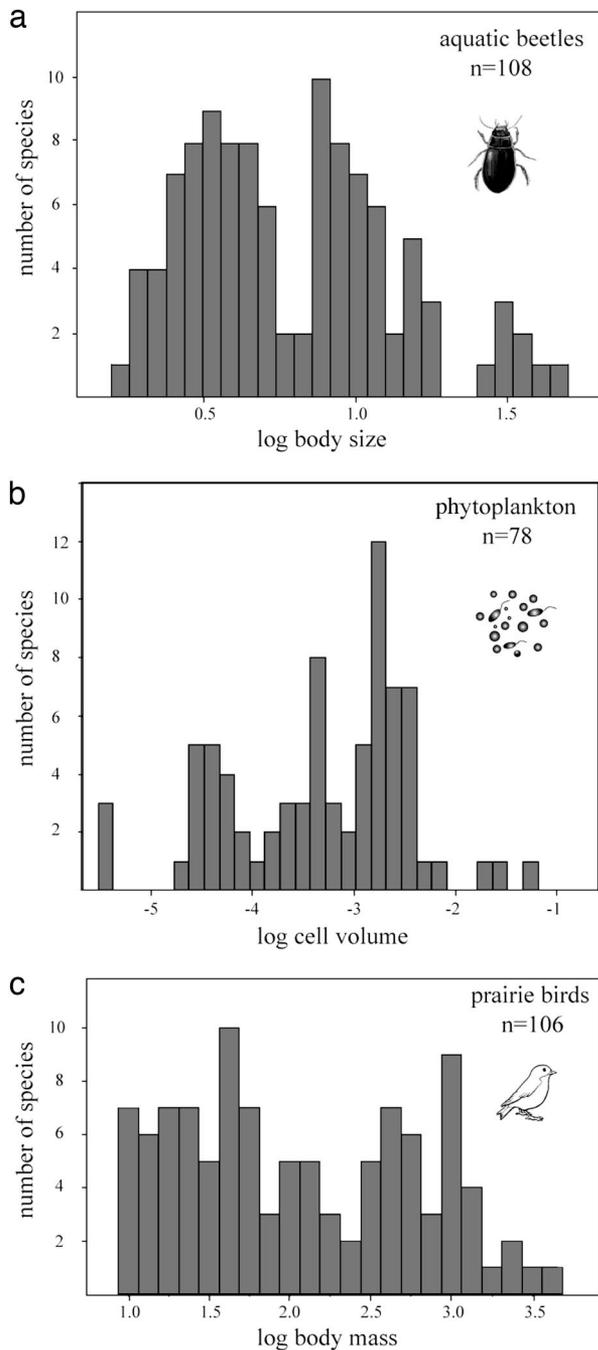 a
aquatic beetles
n=108
10
8
6
4
2
number of species
0.5 1.0 1.5
log body size
b
phytoplankton
n=78
12
10
8
6
4
2
number of species
-5 -4 -3 -2 -1
log cell volume
c
prairie birds
n=106
10
8
6
4
2
number of species
1.0 1.5 2.0 2.5 3.0 3.5
log body mass